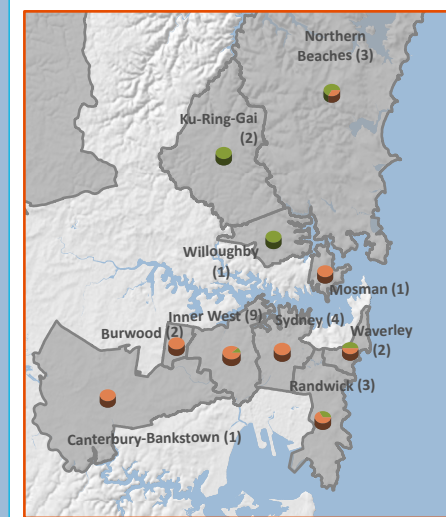 Northern
Beaches (3)
Ku-Ring-Gai
(2)
Willoughby
(1)
Mosman (1)
Inner West (9)
Sydney (4)
Waverley
(2)
Burwood
(2)
Randwick (3)
Canterbury-Bankstown (1)